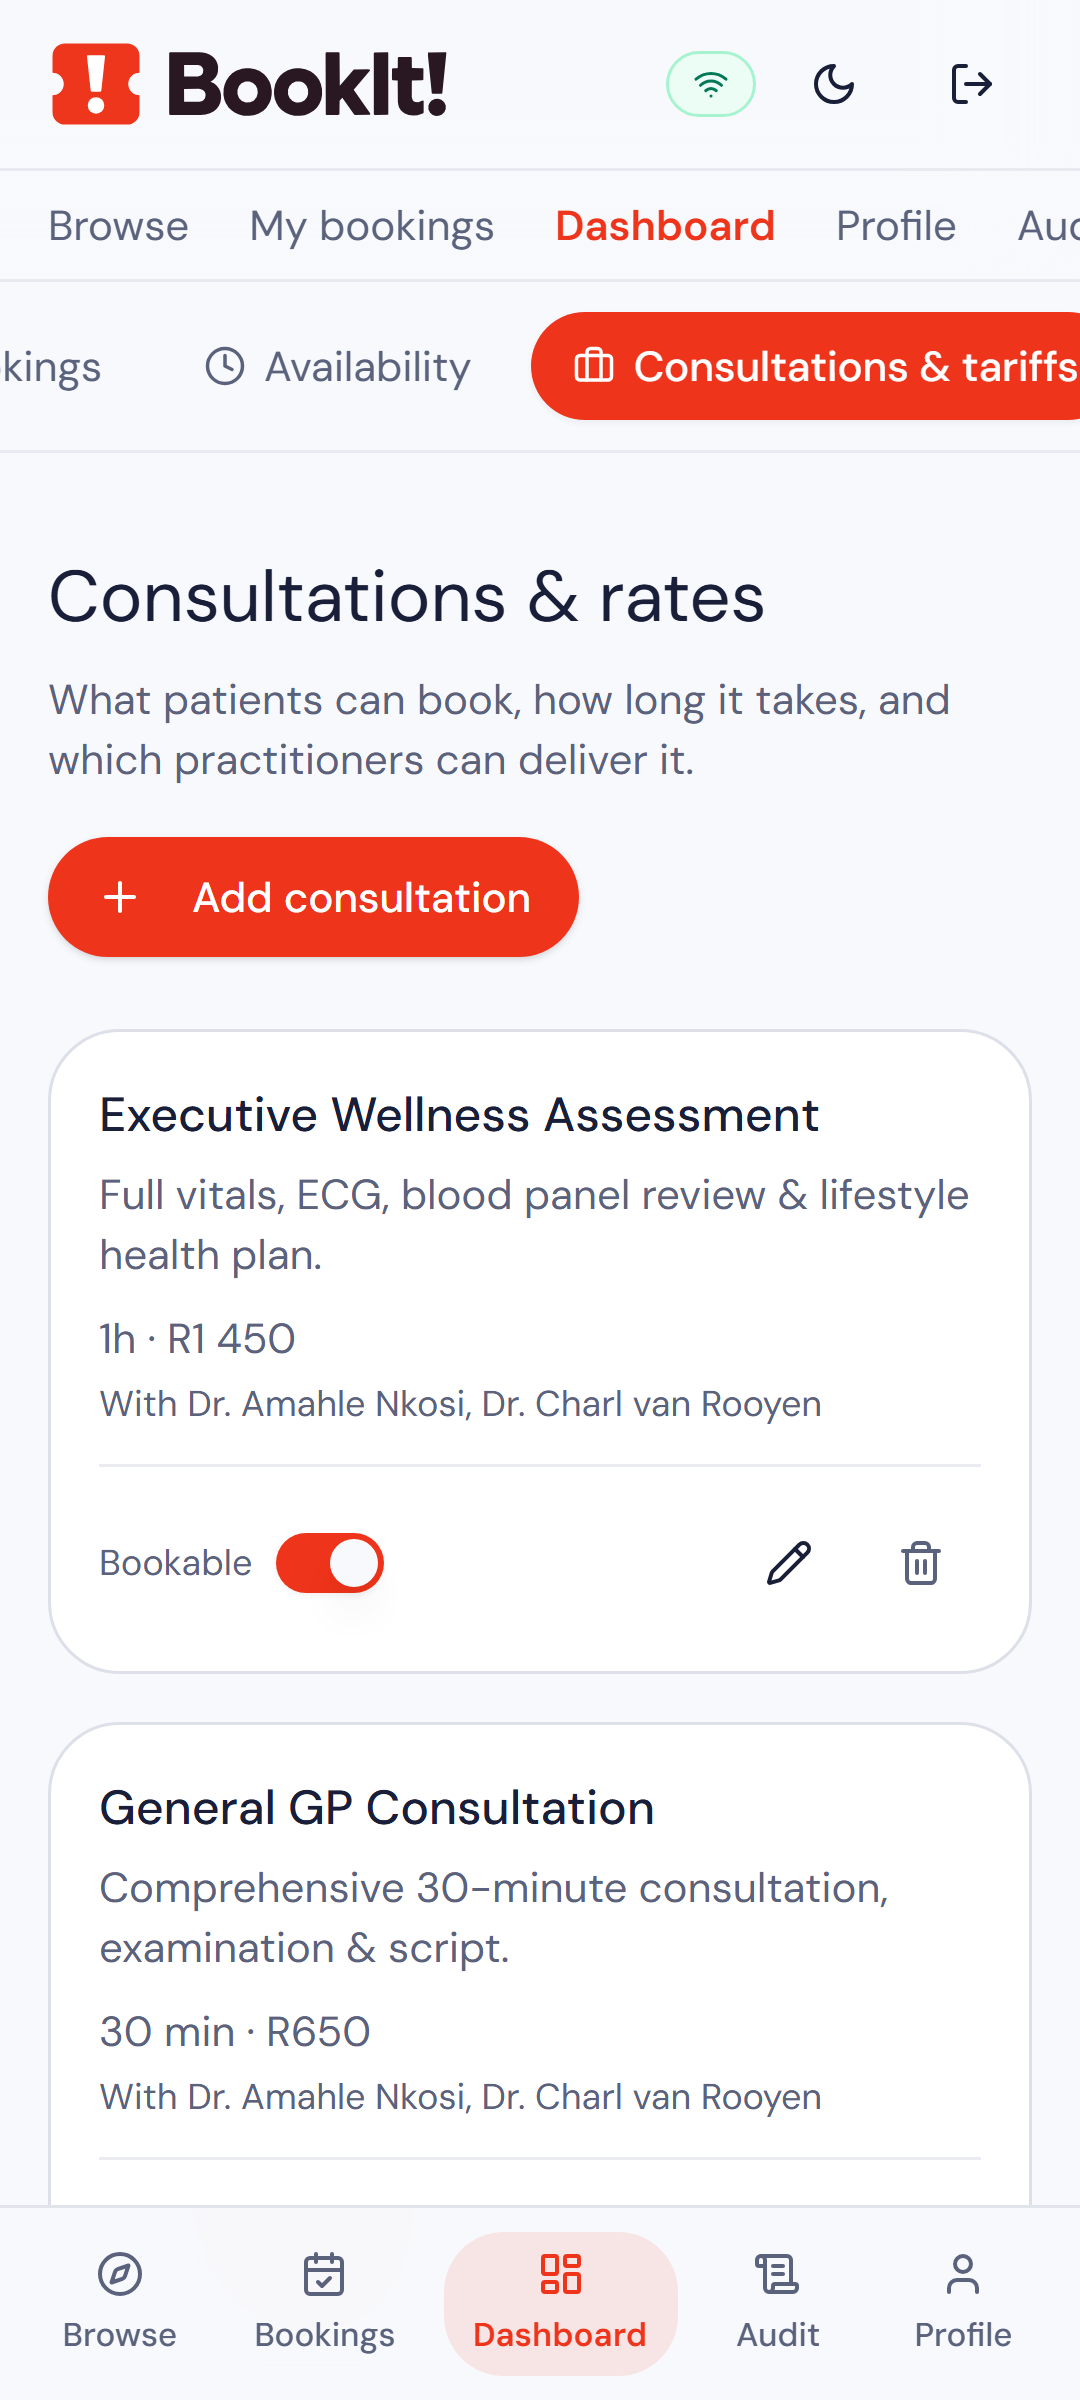 BookIt!
Browse My bookings Dashboard Profile
Availability Consultations & tariffs
Consultations & rates
What patients can book, how long it takes, and
which practitioners can deliver it.
Add consultation
Executive Wellness Assessment
Full vitals, ECG, blood panel review & lifestyle
health plan.
1h · R1 450
With Dr. Amahle Nkosi, Dr. Charl van Rooyen
Bookable
General GP Consultation
Comprehensive 30-minute consultation,
examination & script.
30 min · R650
With Dr. Amahle Nkosi, Dr. Charl van Rooyen
Browse Bookings Dashboard Audit Profile